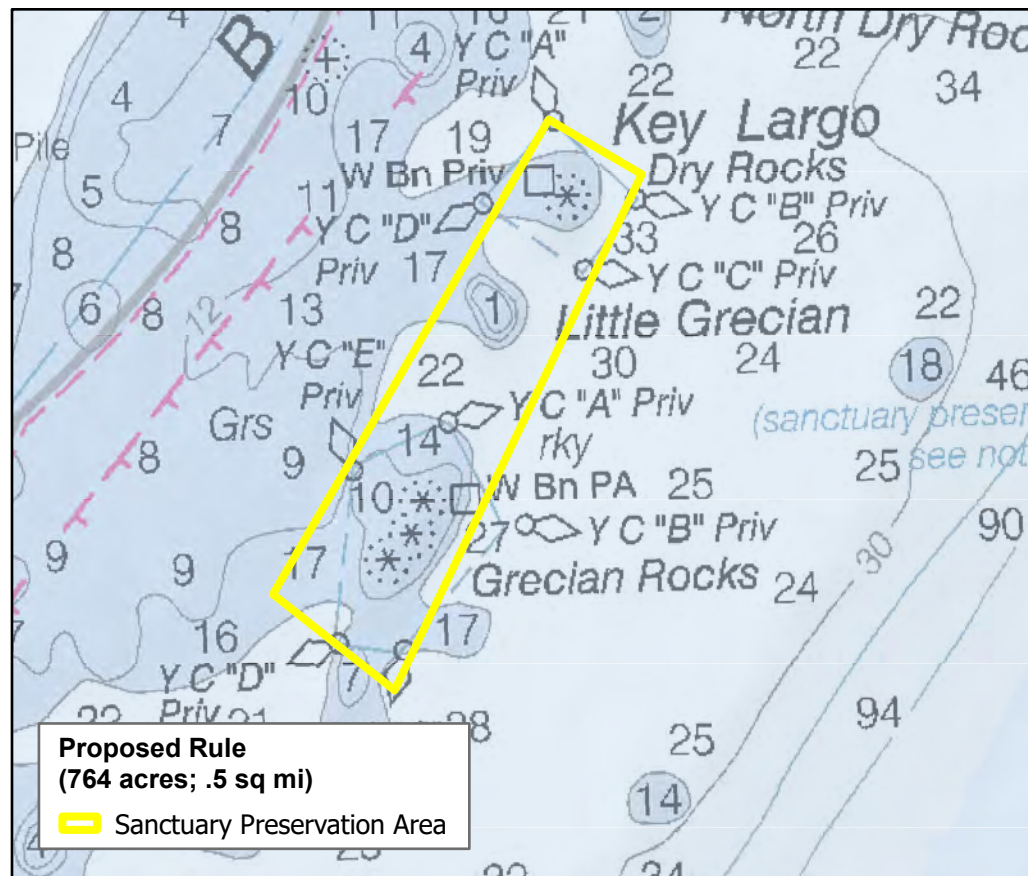 4
10
21
2
North Dry Roc
B
Y C "A"
Priv
4
22
34
4
7
10
17
19
22
Key Largo
Pile
5
11
W Bn Priv
Dry Rocks
8
Y C "D"
Priv
Y C "B" Priv
33
26
8
17
Y C "C" Priv
6
8
12
13
1
Little Grecian
22
Y C "E"
Priv
22
30
24
18
46
Grs
Y C "A" Priv
rky
(sanctuary preser
see not
8
9
14
25
10
W Bn PA
25
27
Y C "B" Priv
90
9
9
17
Grecian Rocks
24
30
16
17
Y C "D"
Priv
7
94
25
14
Proposed Rule
(764 acres; .5 sq mi)
Sanctuary Preservation Area